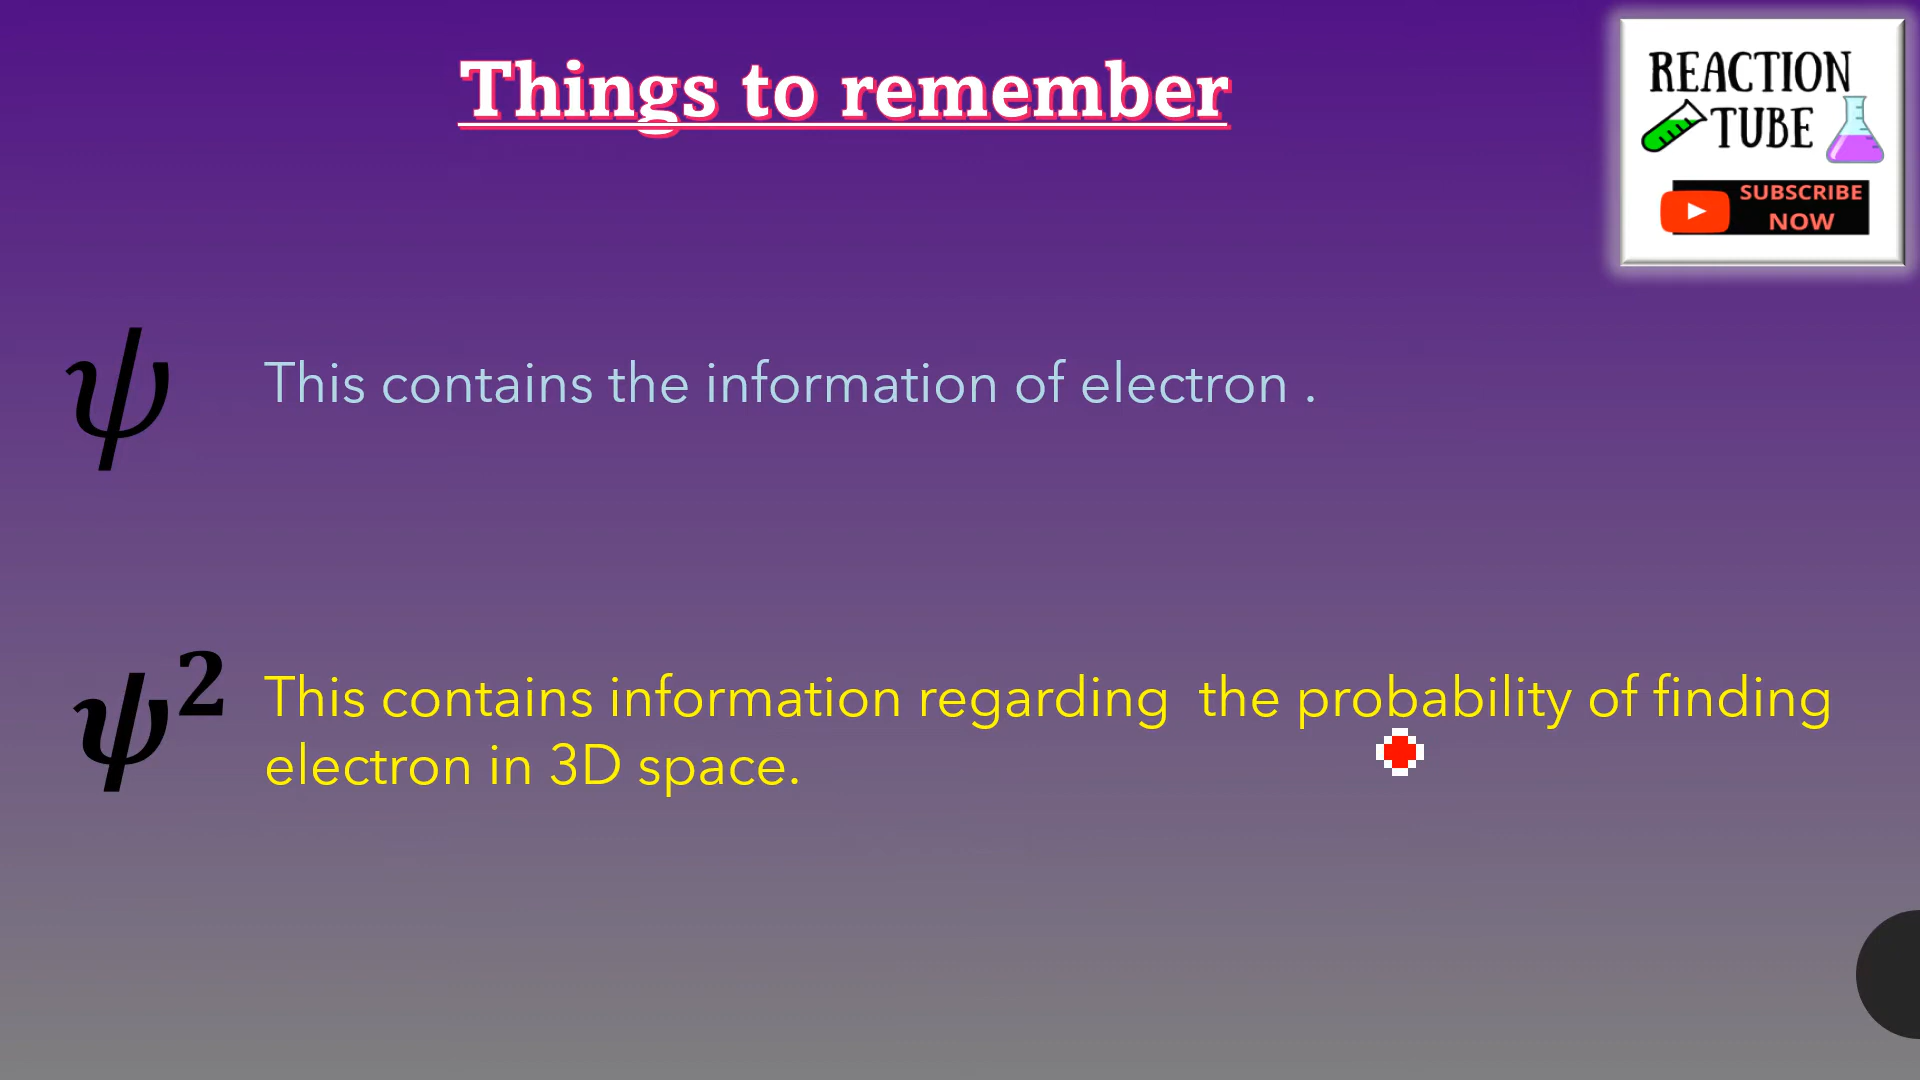 Things to remember
REACTION
TUBE
SUBSCRIBE
NOW
ψ This contains the information of electron .
ψ² This contains information regarding the probability of finding
electron in 3D space.